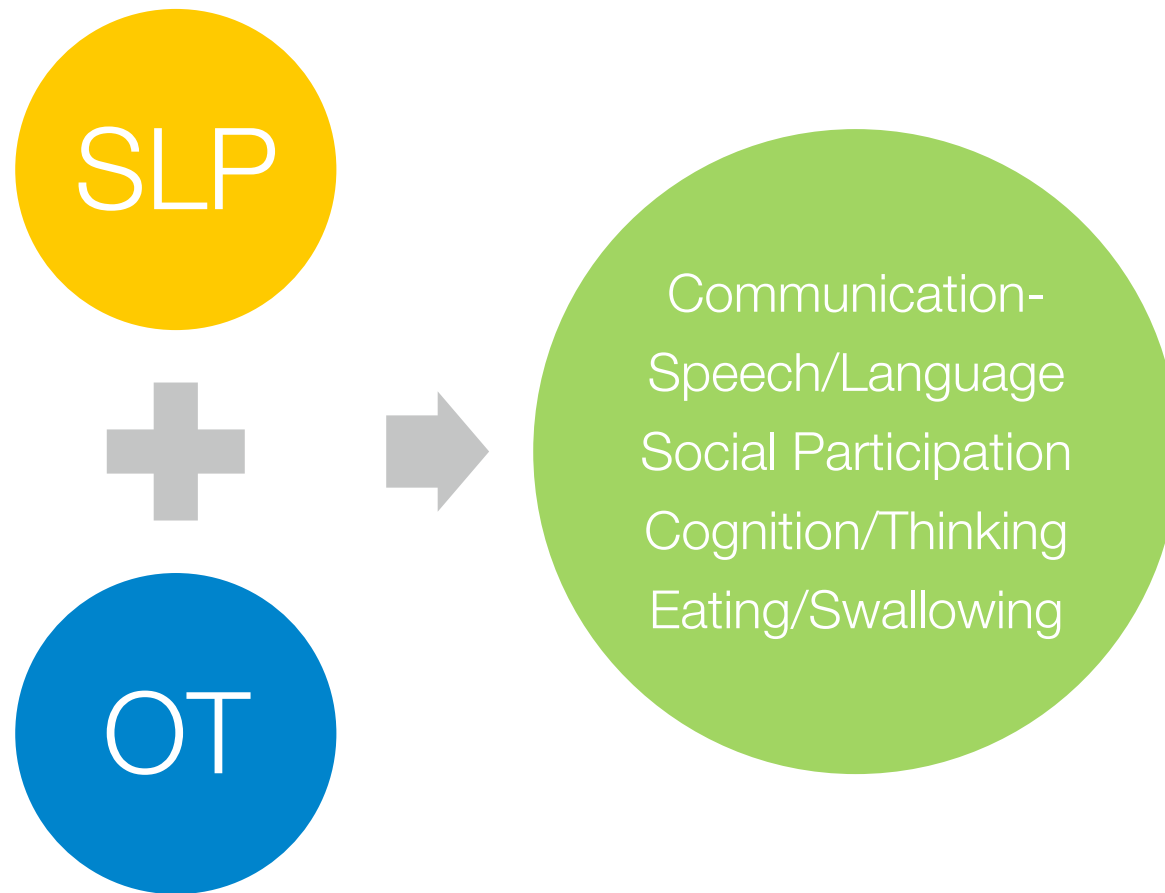 SLP
OT
Communication-
Speech/Language
Social Participation
Cognition/Thinking
Eating/Swallowing